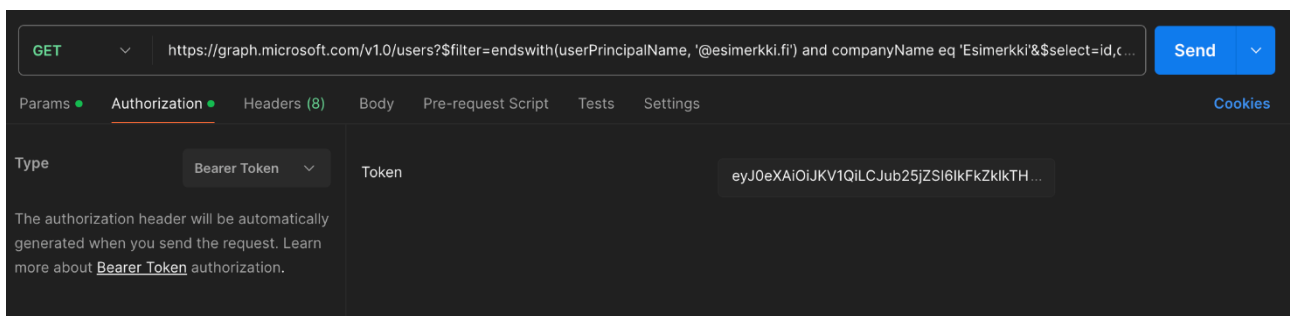 GET https://graph.microsoft.com/v1.0/users?$filter=endswith(userPrincipalName, '@esimerkki.fi') and companyName eq 'Esimerkki'&$select=id,c... Send
Params Authorization Headers (8) Body Pre-request Script Tests Settings Cookies
Type Bearer Token Token eyJ0eXAiOiJKV1QiLCJub25jZSI6IkFkZklkTH...
The authorization header will be automatically
generated when you send the request. Learn
more about Bearer Token authorization.